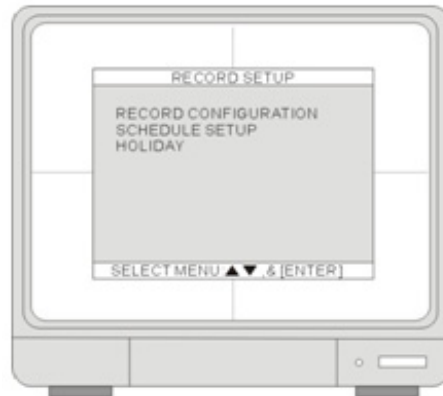 RECORD SETUP
RECORD CONFIGURATION
SCHEDULE SETUP
HOLIDAY
SELECT MENU ▲▼,& [ENTER]